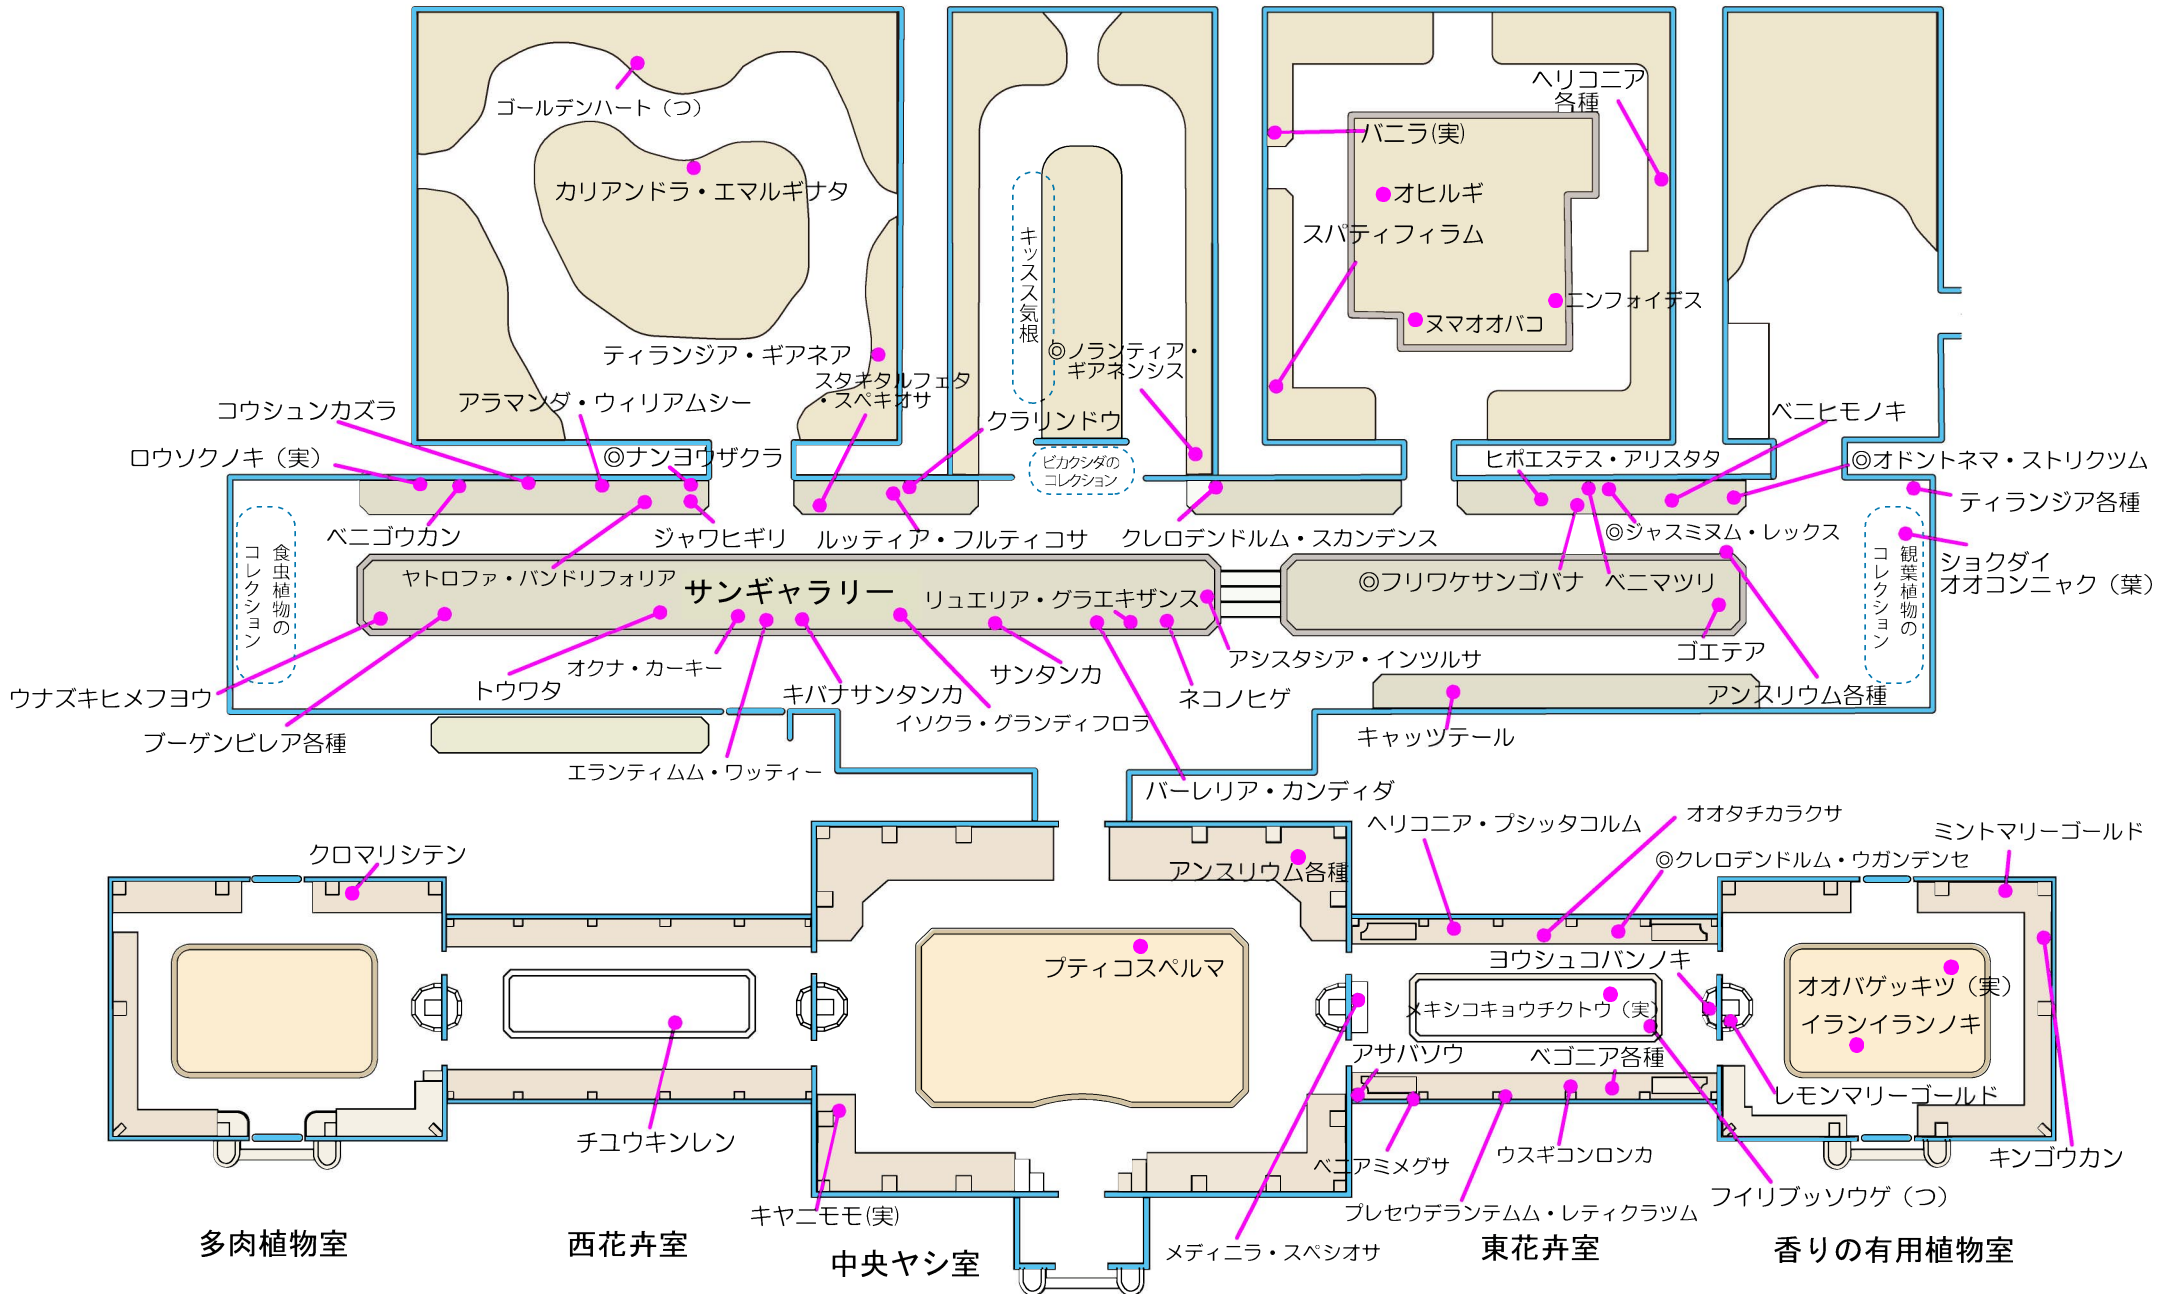 ゴールデンハート（つ）
カリアンドラ・エマルギナタ
ティランジア・ギアネア
スタキタルフェタ
・スペキオサ
キッスス気根
◎ノランティア・
ギアネンシス
クラリンドウ
ビカクシダの
コレクション
ヘリコニア
各種
バニラ(実)
オヒルギ
スパティフィラム
ニンフォイデス
ヌマオオバコ
コウシュンカズラ
アラマンダ・ウィリアムシー
ロウソクノキ（実）
◎ナンヨウザクラ
ベニヒモノキ
ヒポエステス・アリスタタ
◎オドントネマ・ストリクツム
ティランジア各種
ベニゴウカン
ジャワヒギリ
ルッティア・フルティコサ
クレロデンドルム・スカンデンス
◎ジャスミヌム・レックス
食虫植物の
コレクション
観葉植物の
コレクション
ショクダイ
オオコンニャク（葉）
ヤトロファ・バンドリフォリア
サンギャラリー
リュエリア・グラエキザンス
◎フリワケサンゴバナ
ベニマツリ
ゴエテア
ウナズキヒメフヨウ
ブーゲンビレア各種
トウワタ
オクナ・カーキー
エランティムム・ワッティー
キバナサンタンカ
イソクラ・グランディフロラ
サンタンカ
アシスタシア・インツルサ
ネコノヒゲ
アンスリウム各種
キャッツテール
バーレリア・カンディダ
ヘリコニア・プシッタコルム
オオタチカラクサ
◎クレロデンドルム・ウガンデンセ
ミントマリーゴールド
クロマリシテン
アンスリウム各種
プティコスペルマ
ヨウシュコバンノキ
メキシコキョウチクトウ（実）
オオバゲッキツ（実）
イランイランノキ
アサバソウ
ベゴニア各種
レモンマリーゴールド
チユウキンレン
ベニアミメグサ
ウスギコンロンカ
キンゴウカン
フイリブッソウゲ（つ）
キヤニモモ(実)
プレセウデランテムム・レティクラツム
メディニラ・スペシオサ
多肉植物室
西花卉室
中央ヤシ室
東花卉室
香りの有用植物室